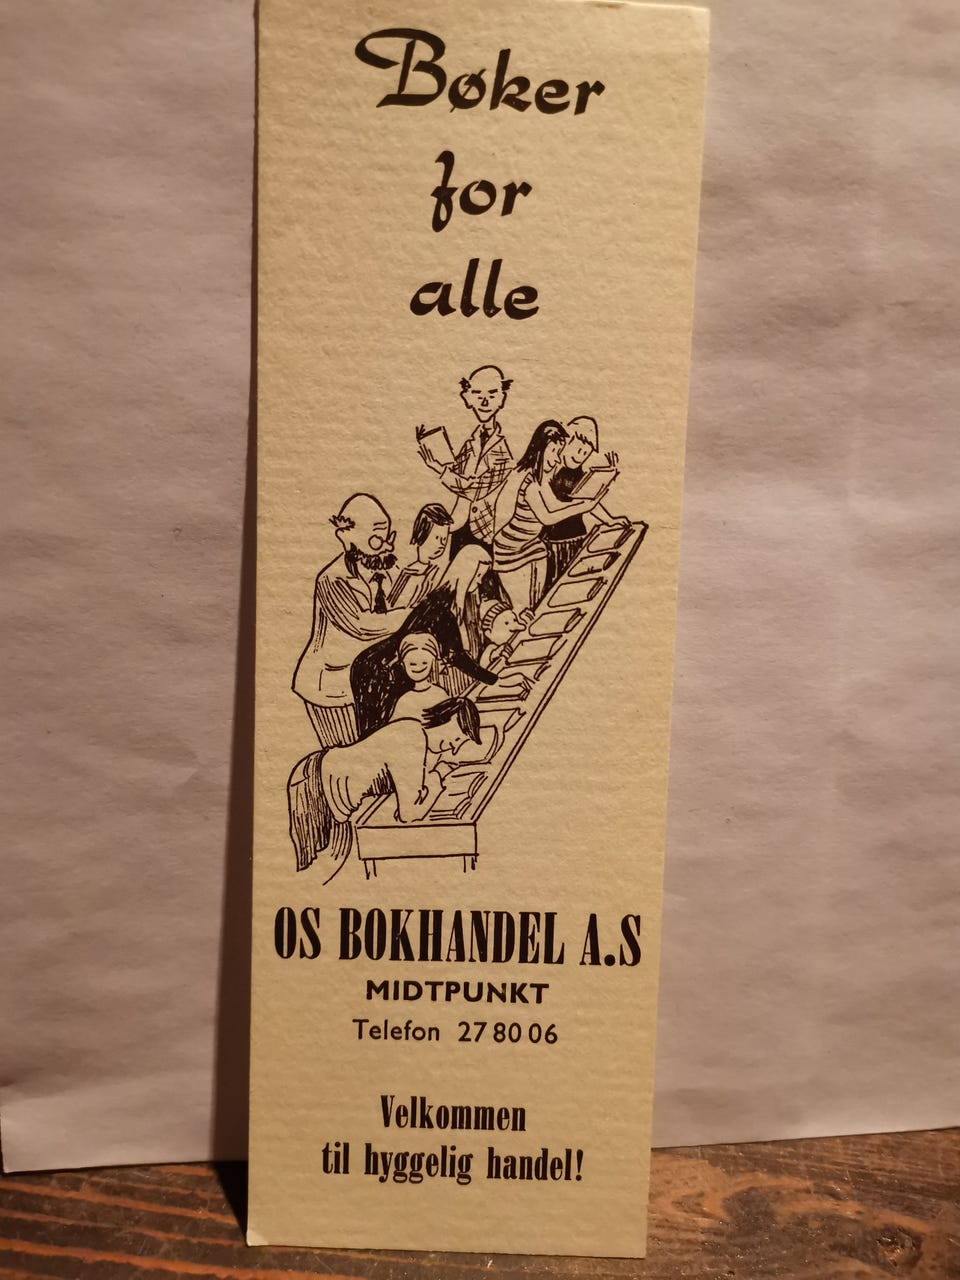 Bøker
for
alle
OS BOKHANDEL A.S
MIDTPUNKT
Telefon 27 80 06
Velkommen
til hyggelig handel!